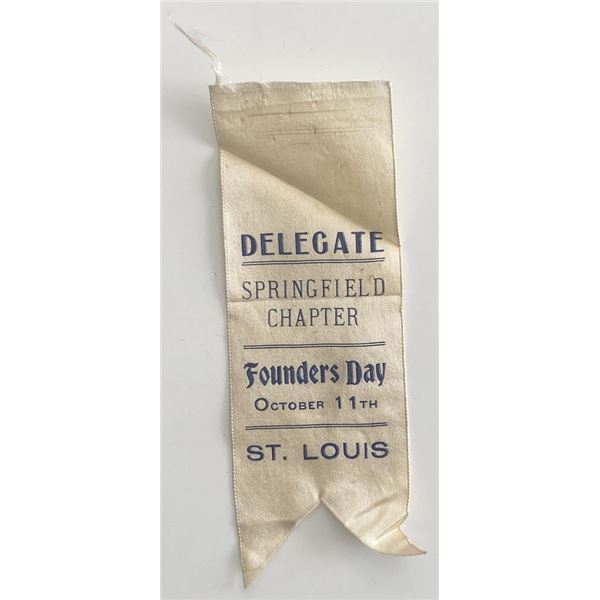 DELEGATE
SPRINGFIELD
CHAPTER
Founders Day
OCTOBER 11TH
ST. LOUIS